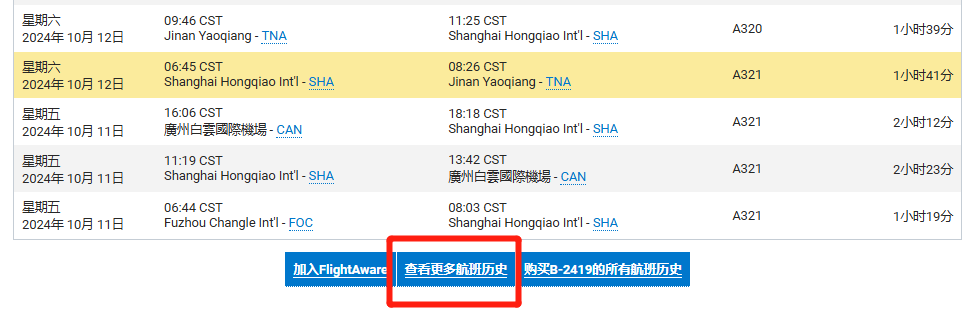 星期六
2024年 10月 12日
09:46 CST
Jinan Yaoqiang - TNA
11:25 CST
Shanghai Hongqiao Int'l - SHA
A320
1小时39分
星期六
2024年 10月 12日
06:45 CST
Shanghai Hongqiao Int'l - SHA
08:26 CST
Jinan Yaoqiang - TNA
A321
1小时41分
星期五
2024年 10月 11日
16:06 CST
廣州白雲國際機場 - CAN
18:18 CST
Shanghai Hongqiao Int'l - SHA
A321
2小时12分
星期五
2024年 10月 11日
11:19 CST
Shanghai Hongqiao Int'l - SHA
13:42 CST
廣州白雲國際機場 - CAN
A321
2小时23分
星期五
2024年 10月 11日
06:44 CST
Fuzhou Changle Int'l - FOC
08:03 CST
Shanghai Hongqiao Int'l - SHA
A321
1小时19分
加入FlightAware
查看更多航班历史
购买B-2419的所有航班历史